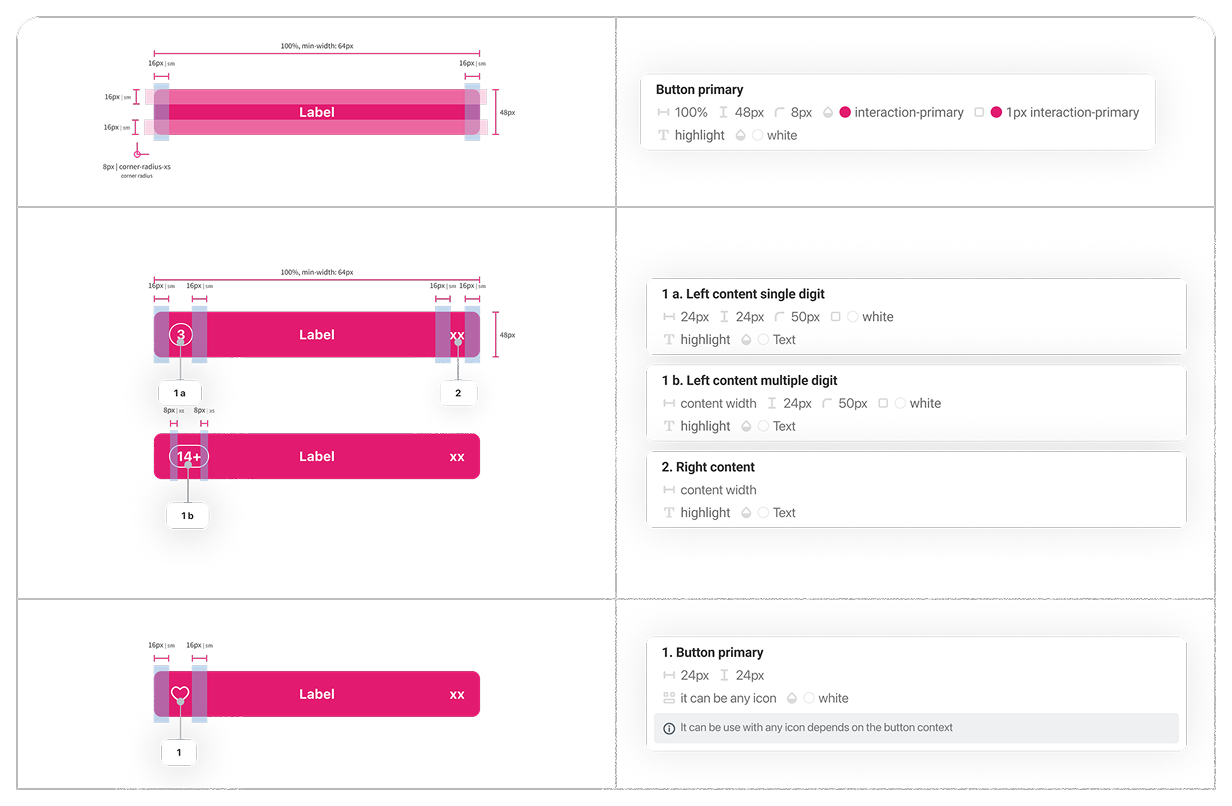 100%, min-width: 64px
16px | sm
16px | sm
16px | sm
Label
48px
16px | sm
8px | corner-radius-xs
corner radius
Button primary
100% 48px 8px interaction-primary 1px interaction-primary
highlight white
100%, min-width: 64px
16px | sm 16px | sm 16px | sm 16px | sm
3 Label xx
48px
1 a 2
8px | xs 8px | xs
14+ Label xx
1 b
1 a. Left content single digit
24px 24px 50px white
highlight Text
1 b. Left content multiple digit
content width 24px 50px white
highlight Text
2. Right content
content width
highlight Text
16px | sm 16px | sm
Label xx
1
1. Button primary
24px 24px
it can be any icon white
It can be use with any icon depends on the button context